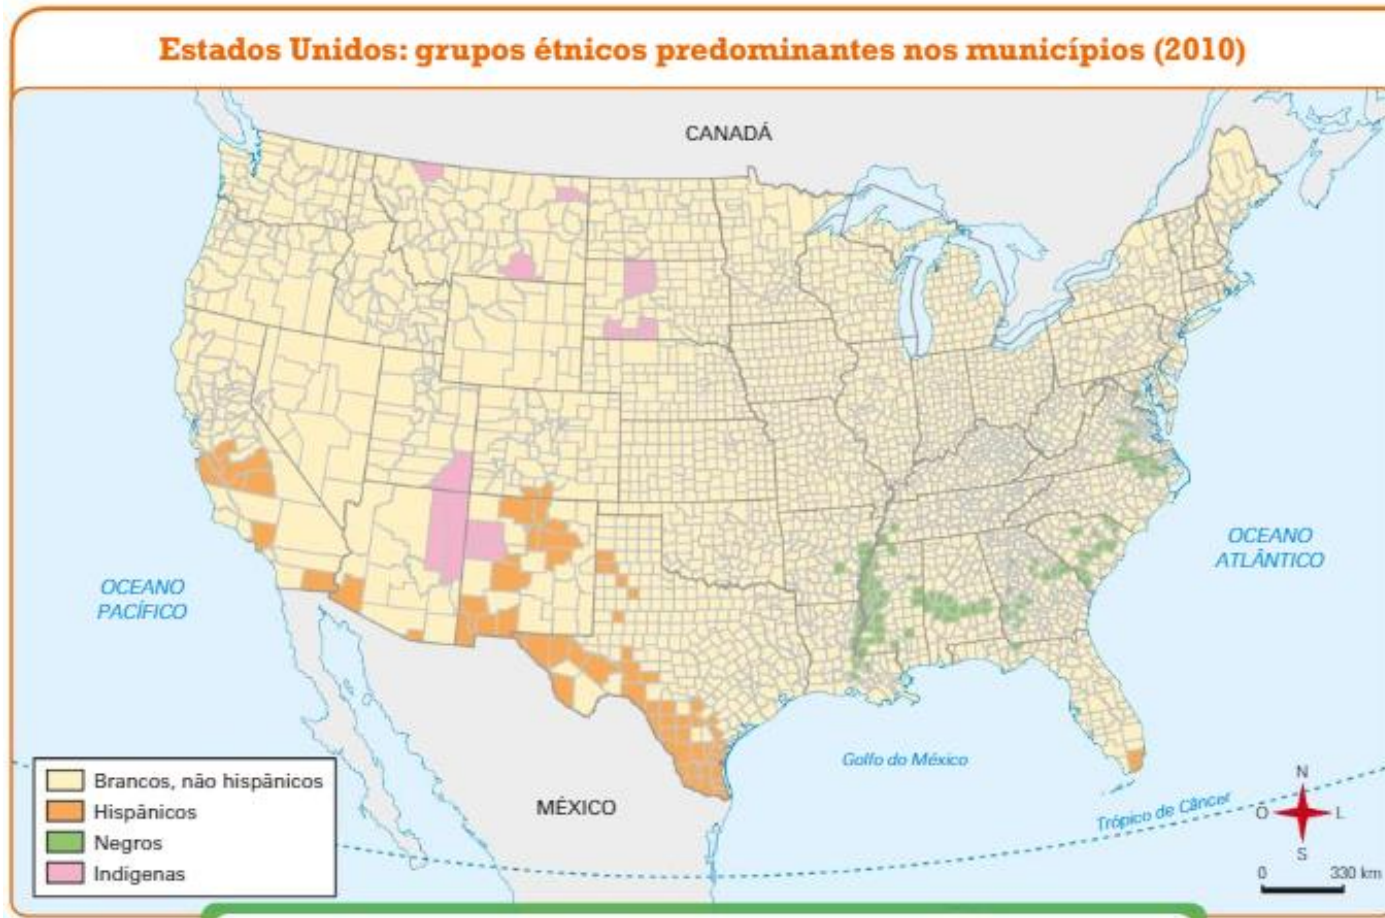 Estados Unidos: grupos étnicos predominantes nos municípios (2010)
CANADÁ
OCEANO
PACÍFICO
OCEANO
ATLÂNTICO
Golfo do México
MÉXICO
Trópico de Câncer
Brancos, não hispânicos
Hispânicos
Negros
Indígenas
N
O
L
S
0
330 km